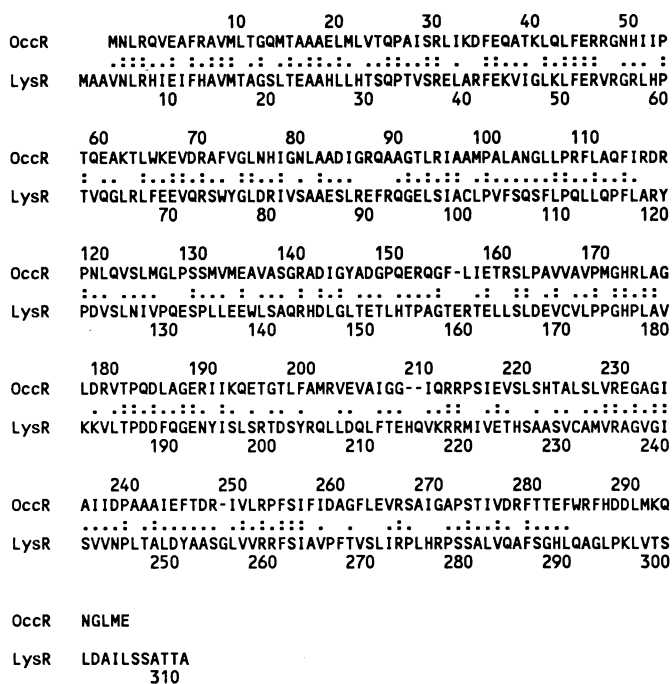 10 20 30 40 50
OccR MNLRQVEAFRAVMLTGQMTAAAELMLVTQPAISRLIKDFEQATKLQLFERRGNHIIP
LysR MAAVNLRHIEIFHAVMTAGSLTEAAHLLHTSQPTVSRELARFEKVIGLKLFERVRGRLHP
10 20 30 40 50 60
60 70 80 90 100 110
OccR TQEAKTLWKEVDRAFVGLNHIGNLAADIGRQAAGTLRIAAMPALANGLLPRFLAQFIRDR
LysR TVQGLRLFEEVQRSWYGLDRIVSAAESLREFRQGELSIACLPVFSQSFLPQLLQPFLARY
70 80 90 100 110 120
120 130 140 150 160 170
OccR PNLQVSLMGLPSSMVMEAVASGRADIGYADGPQERQGF-LIETRSLPAVVAVPMGHRLAG
LysR PDVSLNIVPQESPLLEEWLSAQRHDLGLTETLHTPAGTERTELLSLDEVCVLPPGHPLAV
130 140 150 160 170 180
180 190 200 210 220 230
OccR LDRVTPQDLAGERIIKQETGTLFAMRVEVAIGG--IQRRPSIEVSLSHTALSLVREGAGI
LysR KKVLTPDDFQGENYISLSRTDSYRQLLDQLFTEHQVKRRMIVETHSAASVCAMVRAGVGI
190 200 210 220 230 240
240 250 260 270 280 290
OccR AIIDPAAAIEFTDR-IVLRPFSIFIDAGFLEVRSAIGAPSTIVDRFTTEFWRFHDDLMKQ
LysR SVVNPLTALDYAASGLVVRRFSIAVPFTVSLIRPLHRPSSALVQAFSGHLQAGLPKLVTS
250 260 270 280 290 300
OccR NGLME
LysR LDAILSSATTA
310